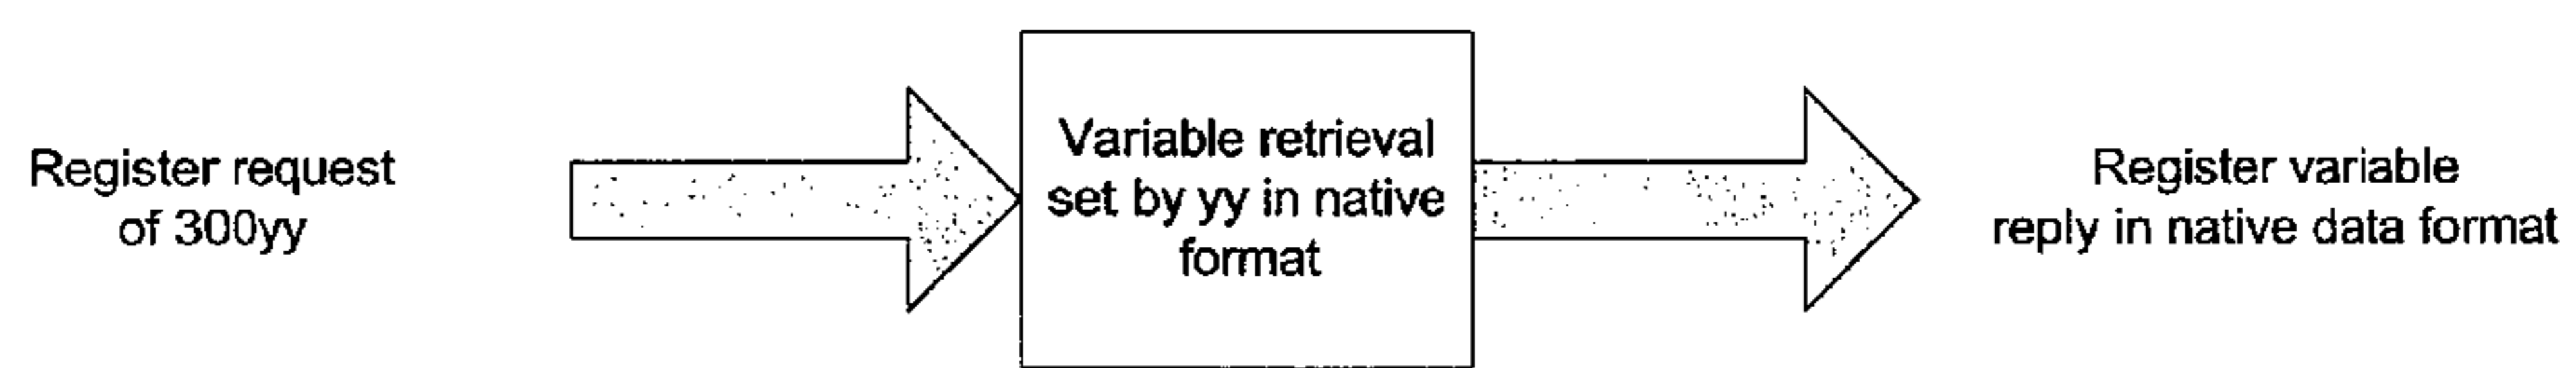 Register request
of 300yy
Variable retrieval
set by yy in native
format
Register variable
reply in native data format